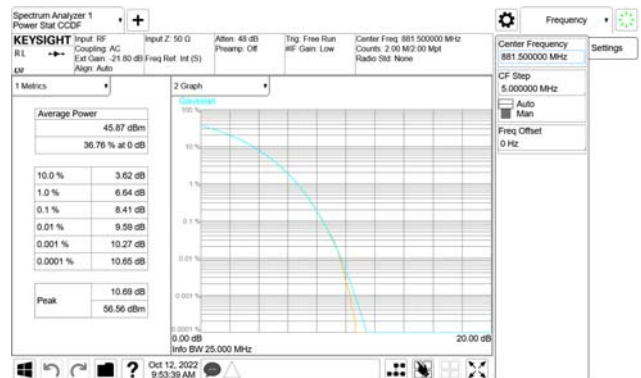 Spectrum Analyzer 1
Power Stat CCDF
+
Frequency
KEYSIGHT
RL
Input: RF
Coupling: AC
Ext Gain: -21.80 dB
Align: Auto
Input Z: 50 Ω
Freq Ref: Int (S)
Atten: 48 dB
Preamp: Off
Trig: Free Run
#IF Gain: Low
Center Freq: 881.500000 MHz
Counts: 2.00 M/2.00 Mpt
Radio Std: None
Center Frequency
881.500000 MHz
Settings
CF Step
5.000000 MHz
Auto
Man
Freq Offset
0 Hz
1 Metrics
2 Graph
Average Power
45.87 dBm
36.76 % at 0 dB
10.0 % 3.62 dB
1.0 % 6.64 dB
0.1 % 8.41 dB
0.01 % 9.59 dB
0.001 % 10.27 dB
0.0001 % 10.65 dB
Peak
10.69 dB
56.56 dBm
Gaussian
100 %
10 %
1 %
0.1 %
0.01 %
0.001 %
0.0001 %
0.00 dB
20.00 dB
Info BW 25.000 MHz
?
Oct 12, 2022
9:53:39 AM